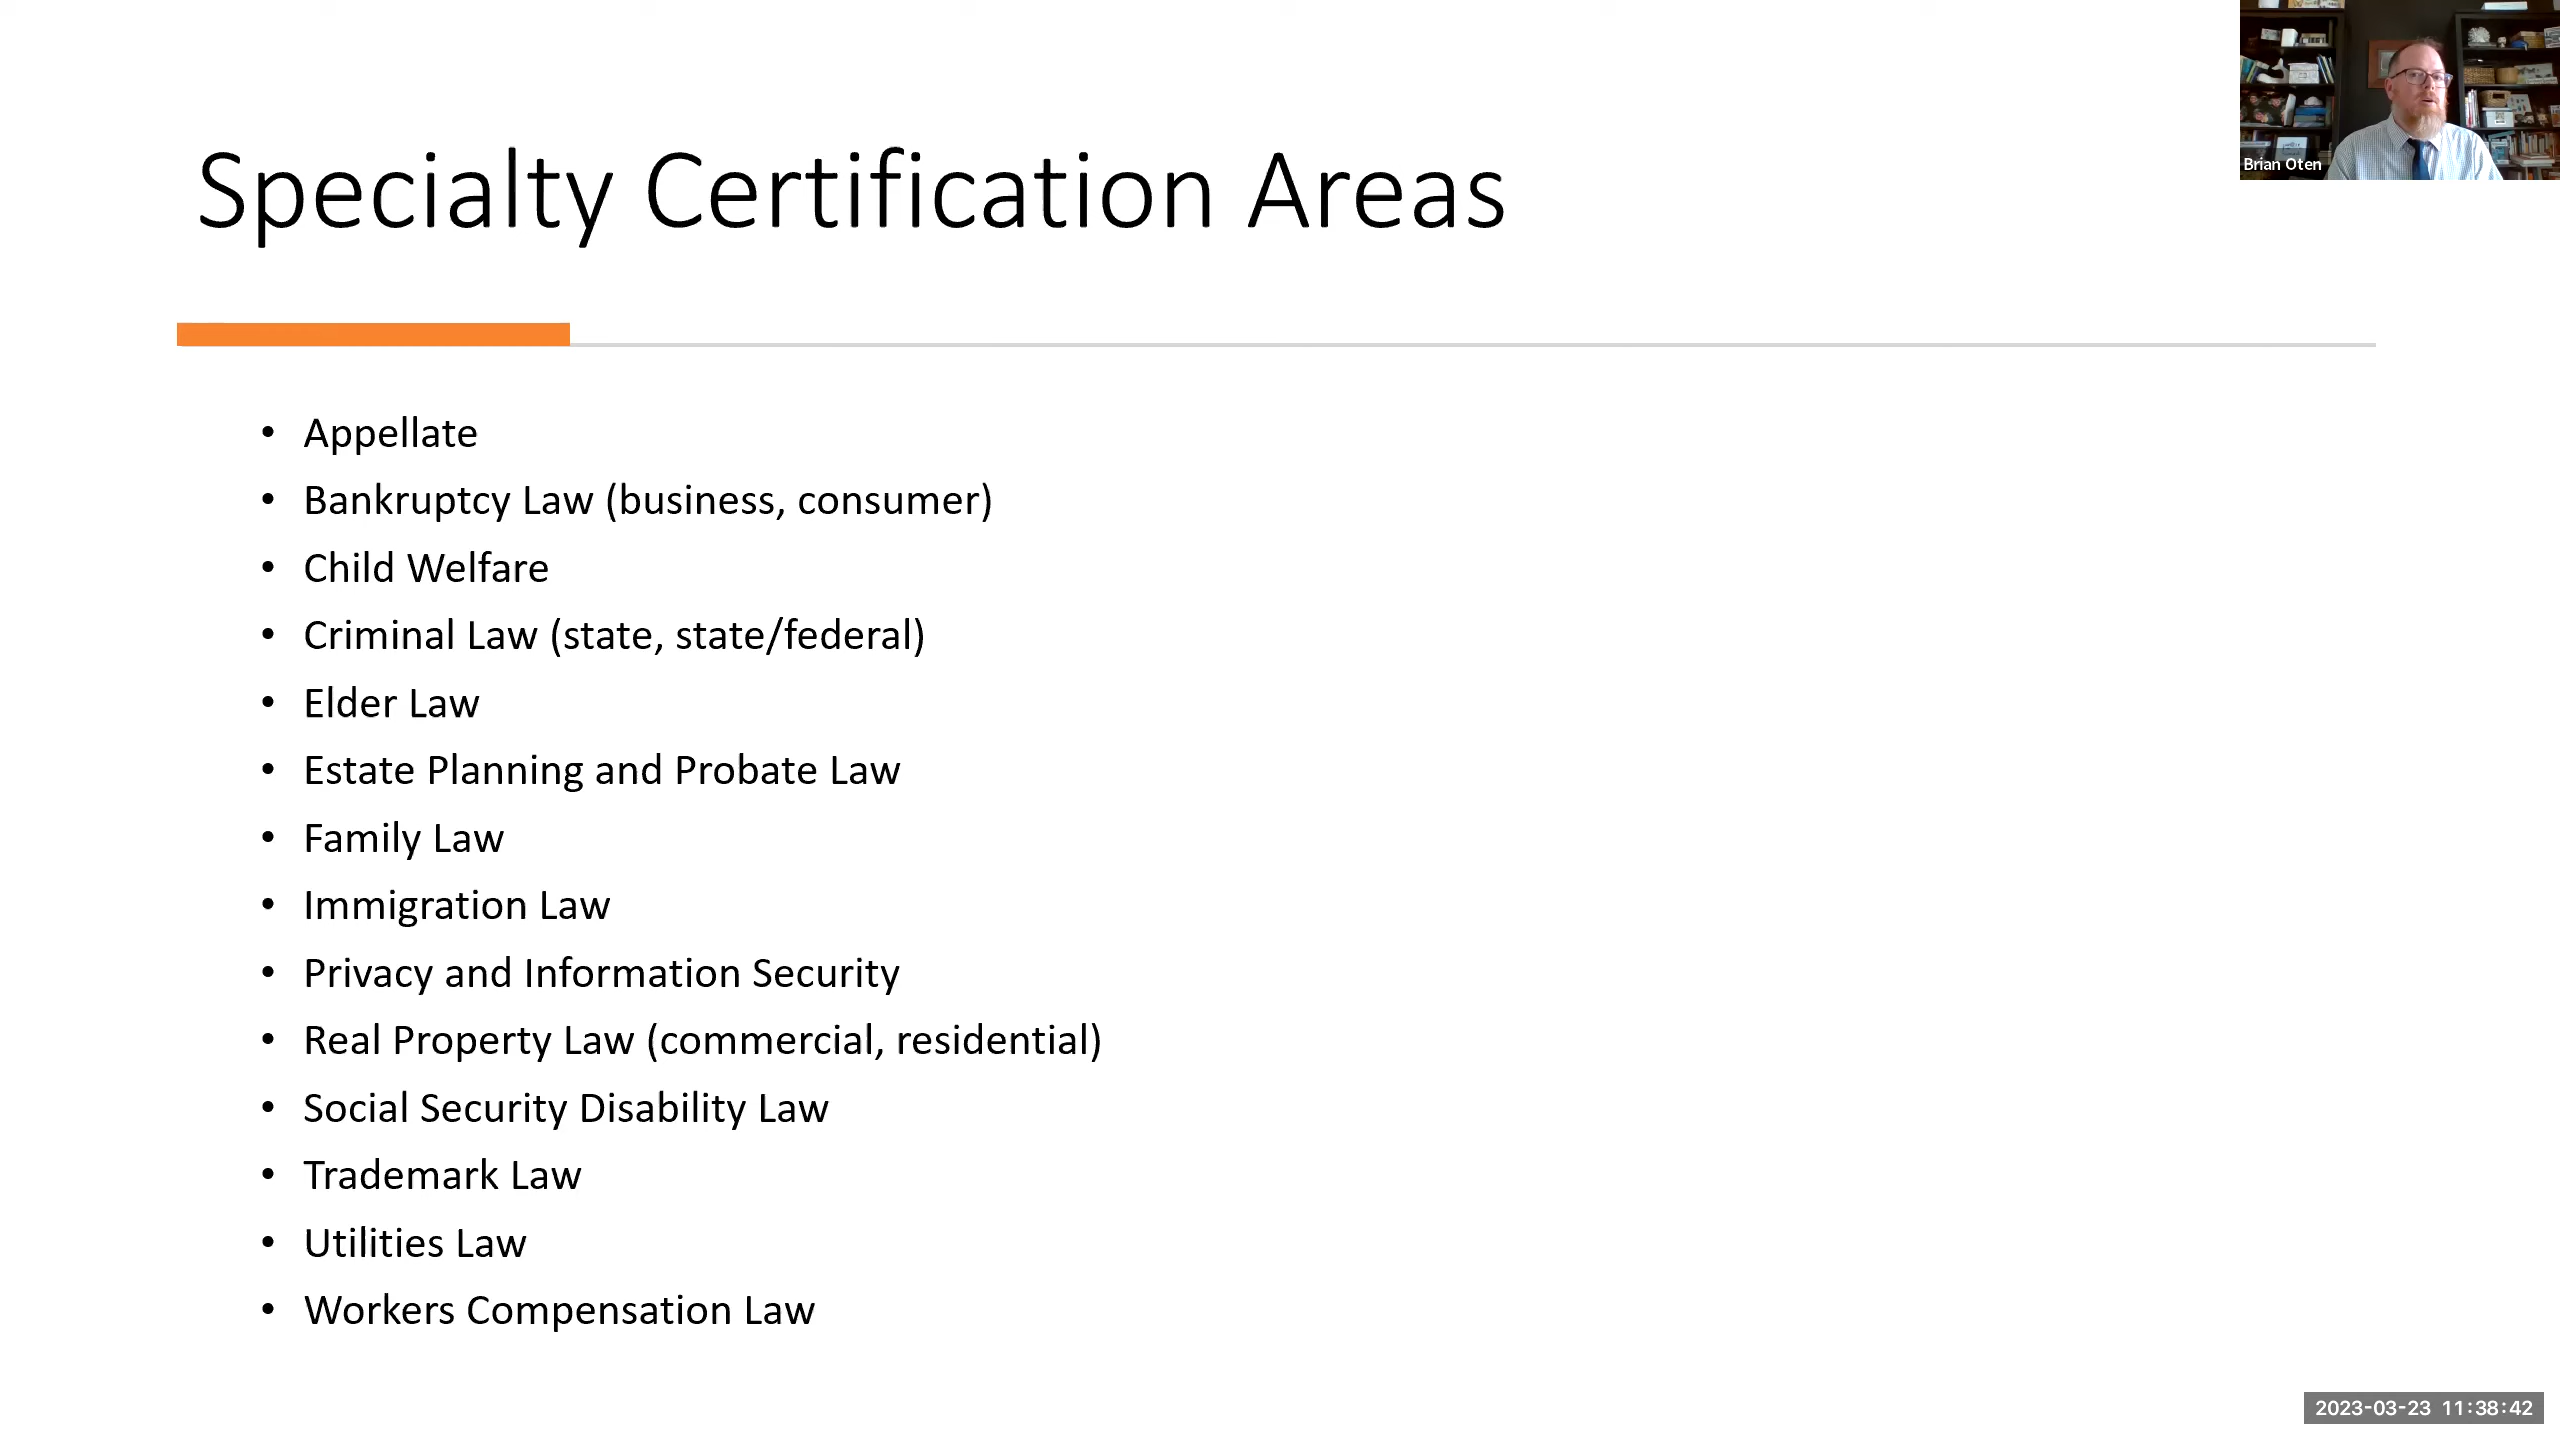 Specialty Certification Areas
Brian Oten
• Appellate
• Bankruptcy Law (business, consumer)
• Child Welfare
• Criminal Law (state, state/federal)
• Elder Law
• Estate Planning and Probate Law
• Family Law
• Immigration Law
• Privacy and Information Security
• Real Property Law (commercial, residential)
• Social Security Disability Law
• Trademark Law
• Utilities Law
• Workers Compensation Law
2023-03-23 11:38:42